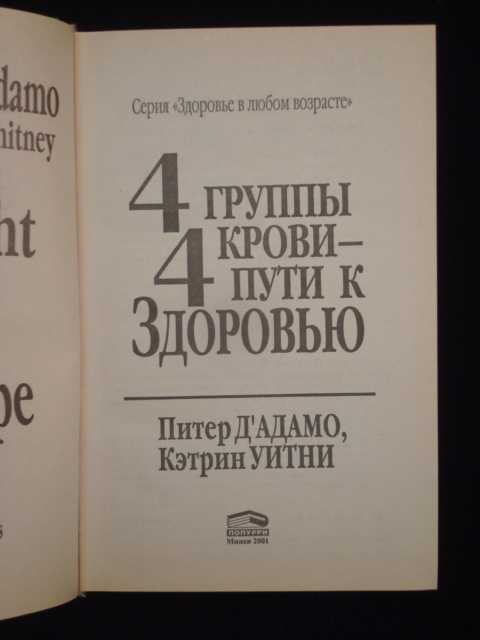 damo
hitney
ht
pe
Серия «Здоровье в любом возрасте»
4 ГРУППЫ
КРОВИ–
4 ПУТИ К
ЗДОРОВЬЮ
Питер Д'АДАМО,
Кэтрин УИТНИ
ПОПУРРИ
Минск 2001